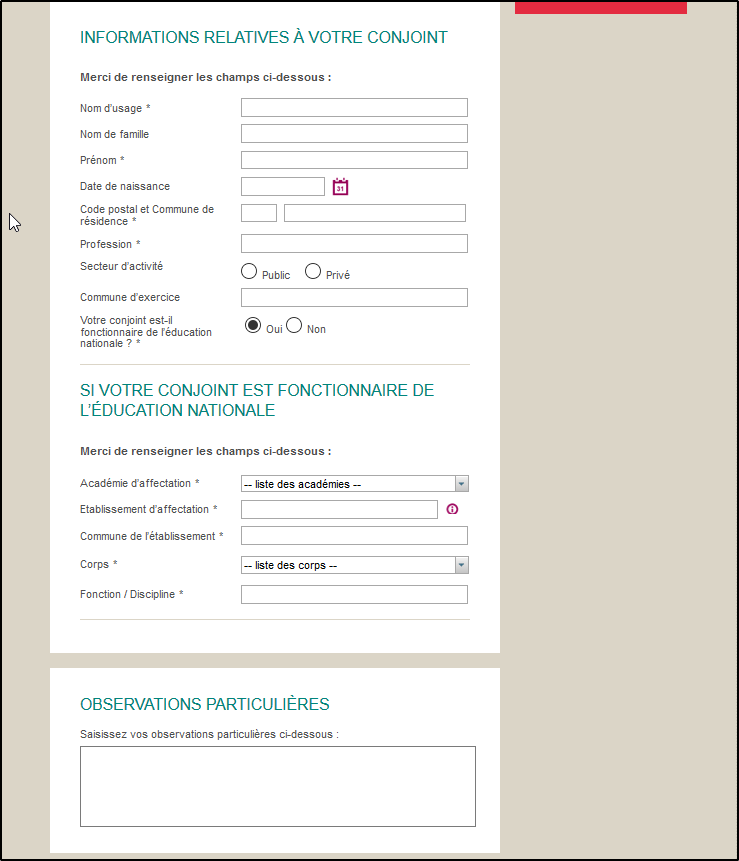 INFORMATIONS RELATIVES À VOTRE CONJOINT
Merci de renseigner les champs ci-dessous :
Nom d'usage *
Nom de famille
Prénom *
Date de naissance
31
Code postal et Commune de
résidence *
Profession *
Secteur d'activité
Public Privé
Commune d'exercice
Votre conjoint est-il
fonctionnaire de l'éducation
nationale ? *
Oui Non
SI VOTRE CONJOINT EST FONCTIONNAIRE DE
L'ÉDUCATION NATIONALE
Merci de renseigner les champs ci-dessous :
Académie d'affectation * -- liste des académies --
Etablissement d'affectation *
Commune de l'établissement *
Corps * -- liste des corps --
Fonction / Discipline *
OBSERVATIONS PARTICULIÈRES
Saisissez vos observations particulières ci-dessous :